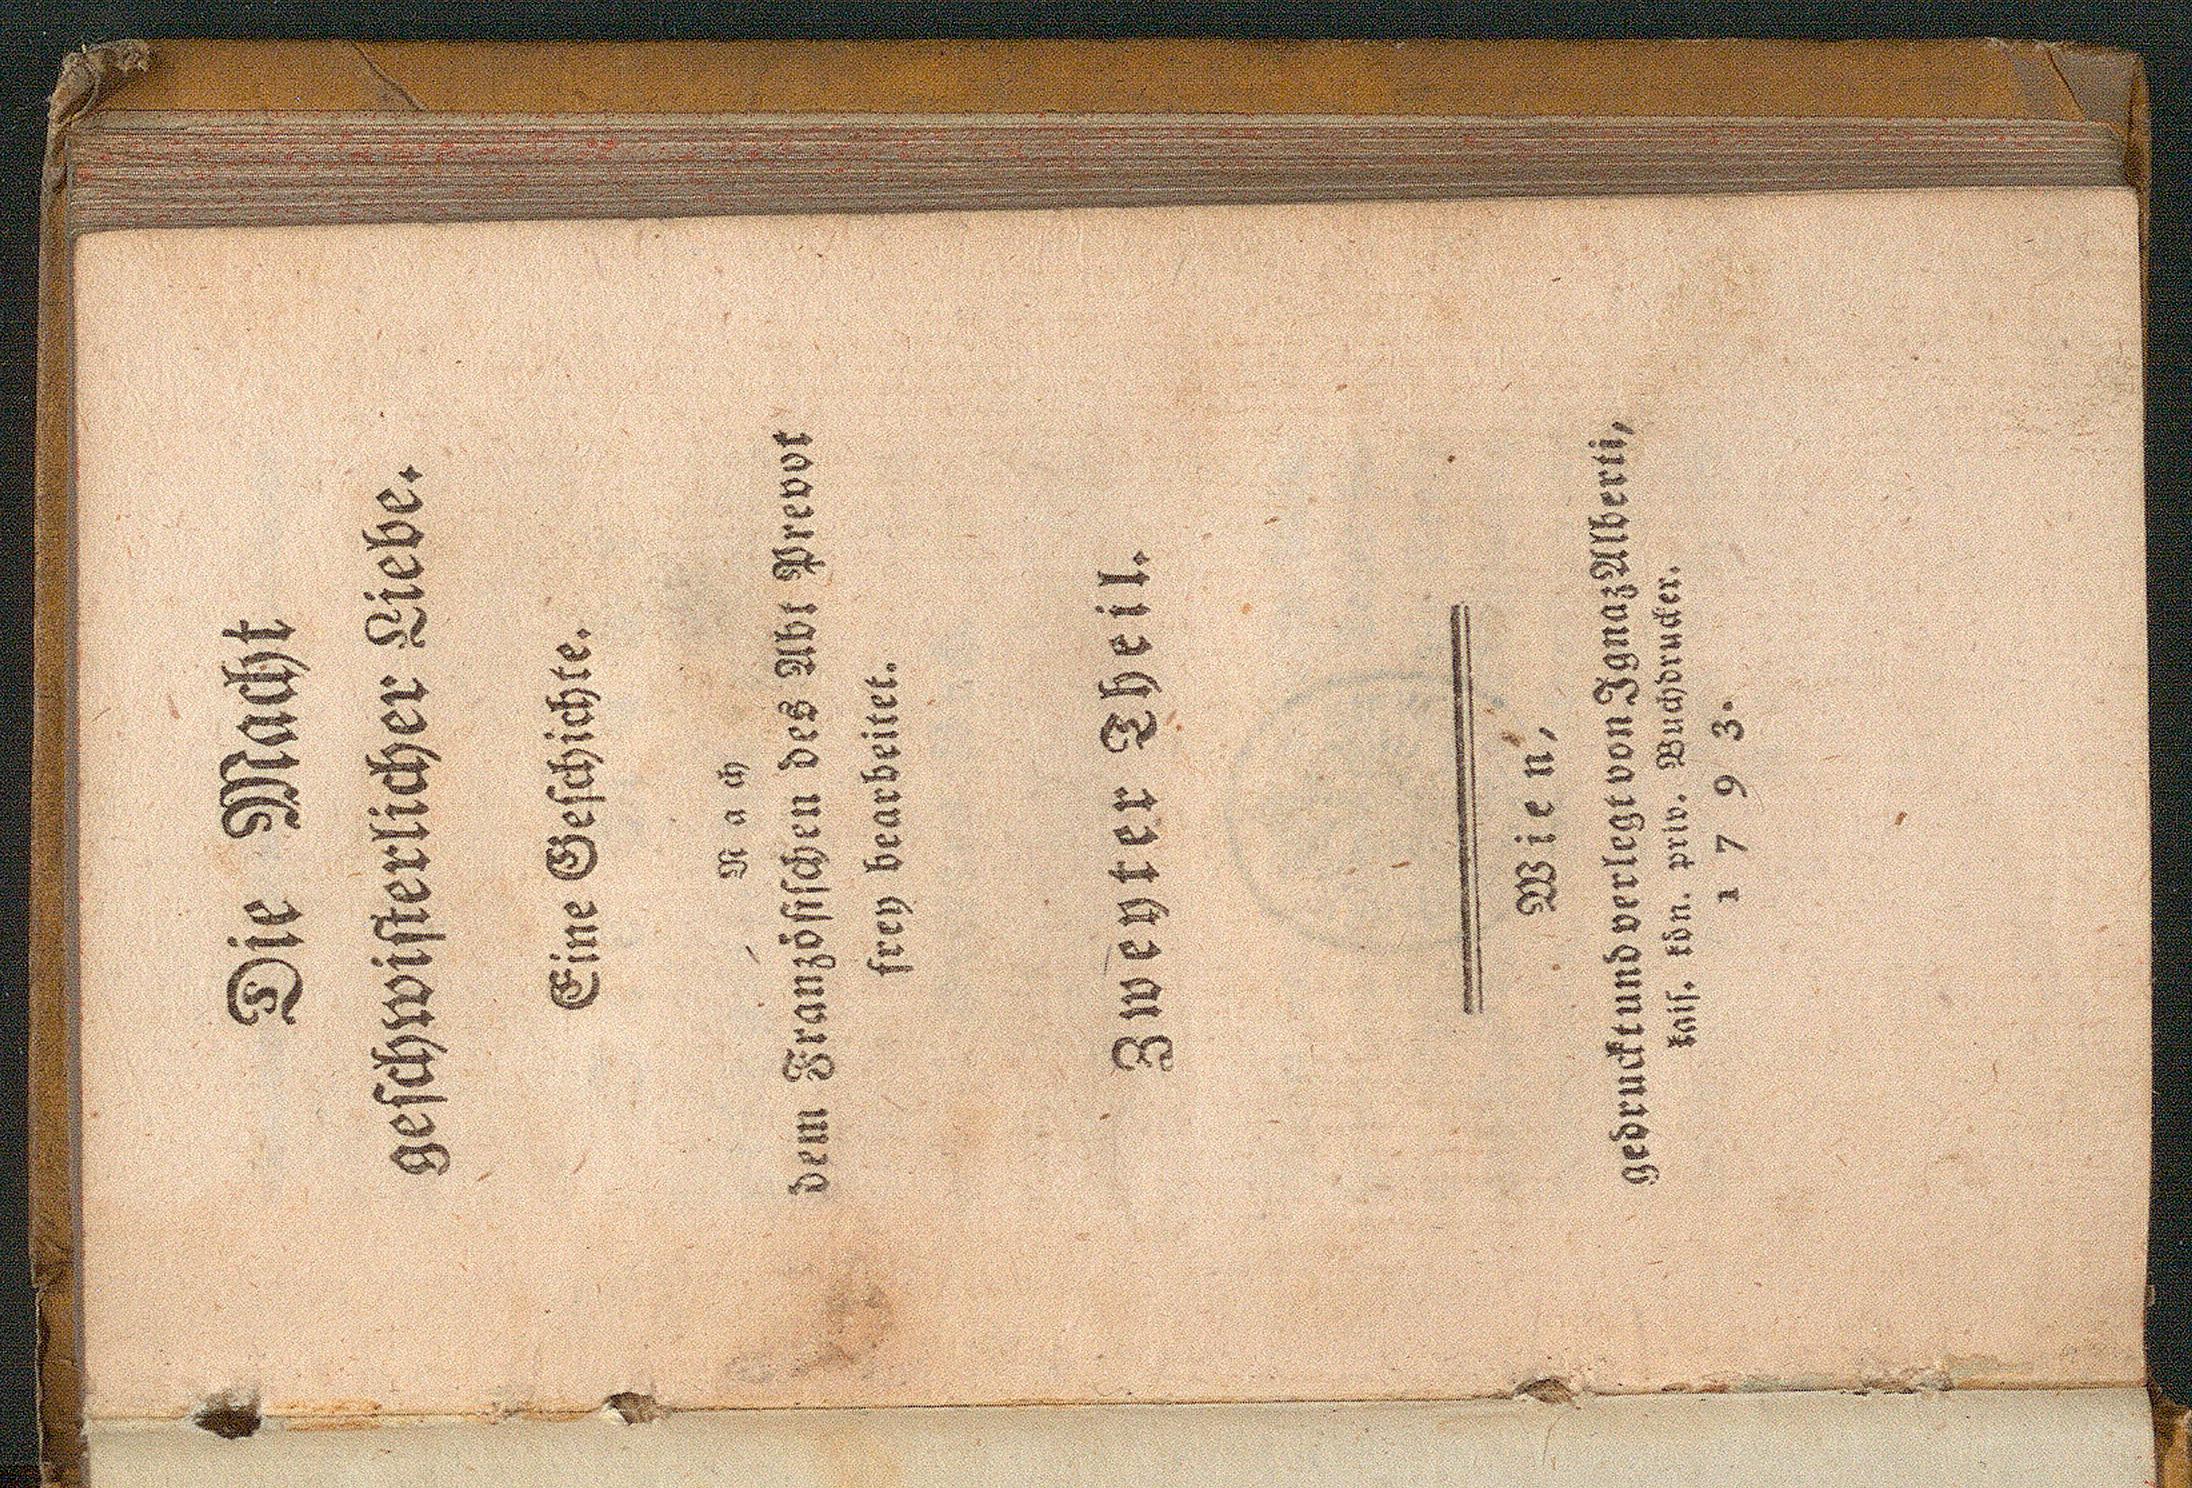 Die Macht
geſchwiſterlicher Liebe.
Eine Geſchichte.
Nach
dem Franzöſiſchen des Abt Prevot
frey bearbeitet.
Zweyter Theil.
Wien,
gedruckt und verlegt von Ignaz Alberti,
kaiſ. kön. priv. Buchdrucker.
1793.